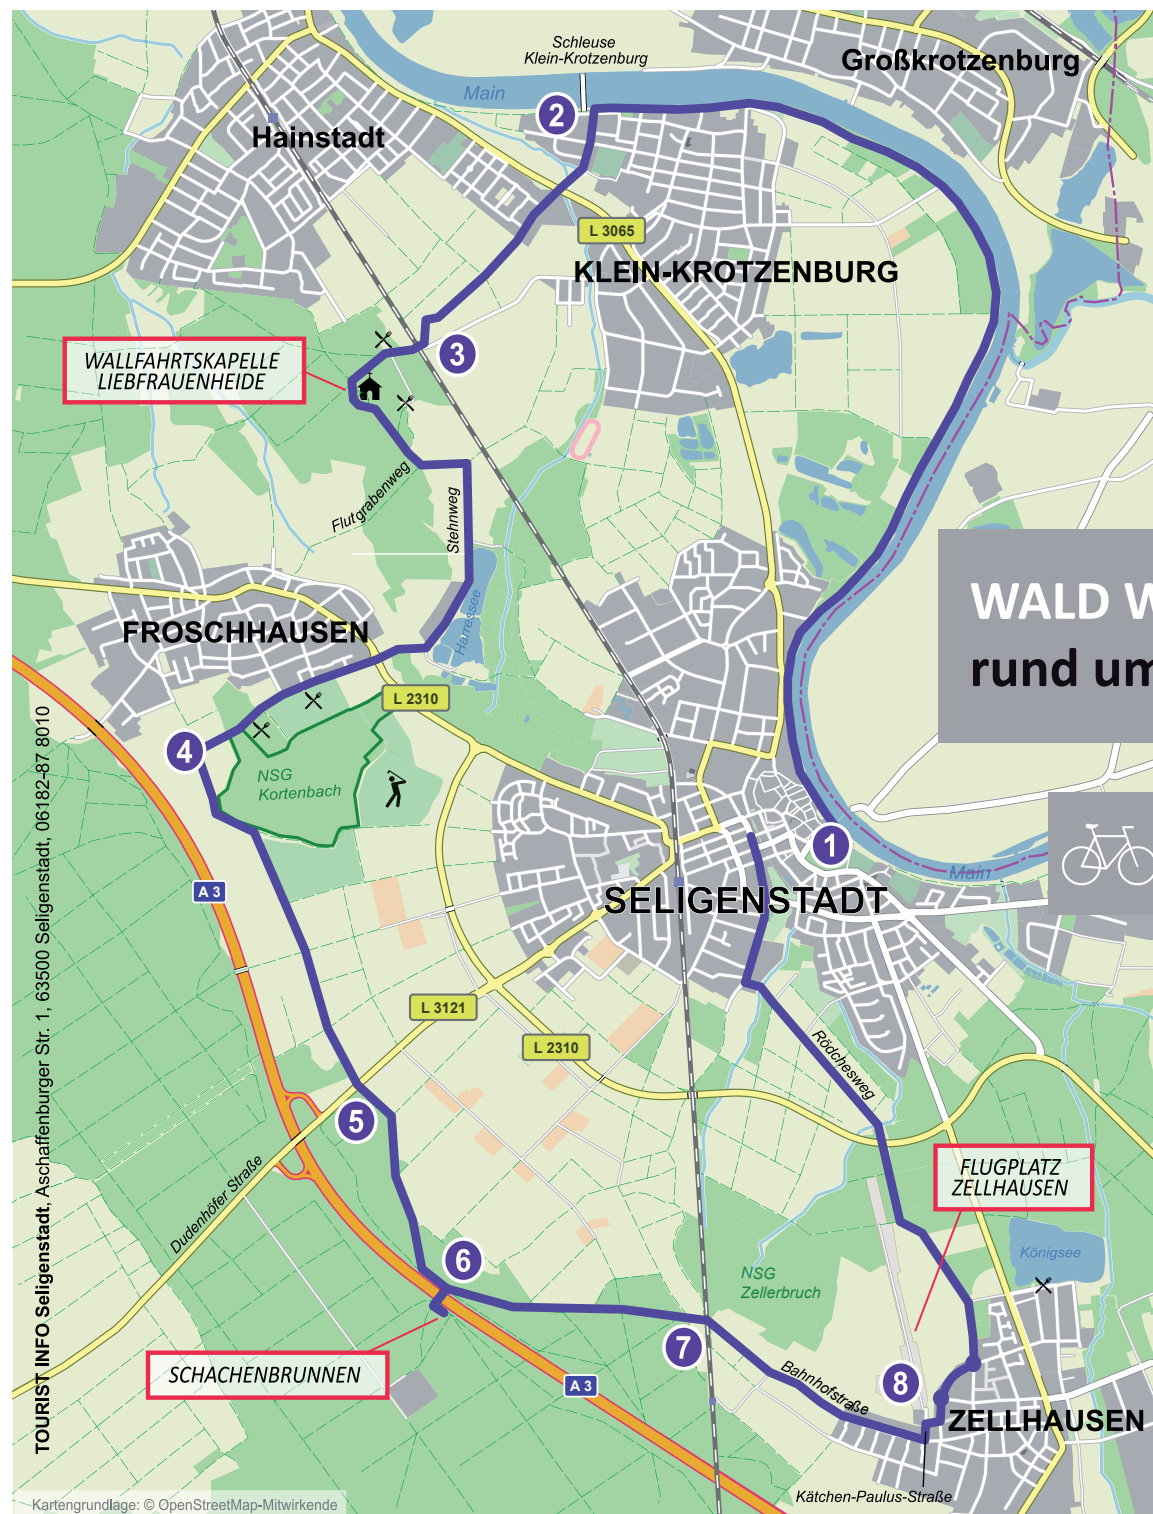 Schleuse
Klein-Krotzenburg
Großkrotzenburg
Main
2
Hainstadt
L 3065
KLEIN-KROTZENBURG
WALLFAHRTSKAPELLE
LIEBFRAUENHEIDE
3
Flutgrabenweg
Stehnweg
Harressee
WALD W
rund um
FROSCHHAUSEN
L 2310
4
NSG
Kortenbach
1
Main
A 3
SELIGENSTADT
L 3121
L 2310
Rödchesweg
5
Dudenhöfer Straße
FLUGPLATZ
ZELLHAUSEN
6
NSG
Zellerbruch
Königsee
7
SCHACHENBRUNNEN
A 3
Bahnhofstraße
8
ZELLHAUSEN
Kätchen-Paulus-Straße
TOURIST INFO Seligenstadt, Aschaffenburger Str. 1, 63500 Seligenstadt, 06182-87 8010
Kartengrundlage: © OpenStreetMap-Mitwirkende